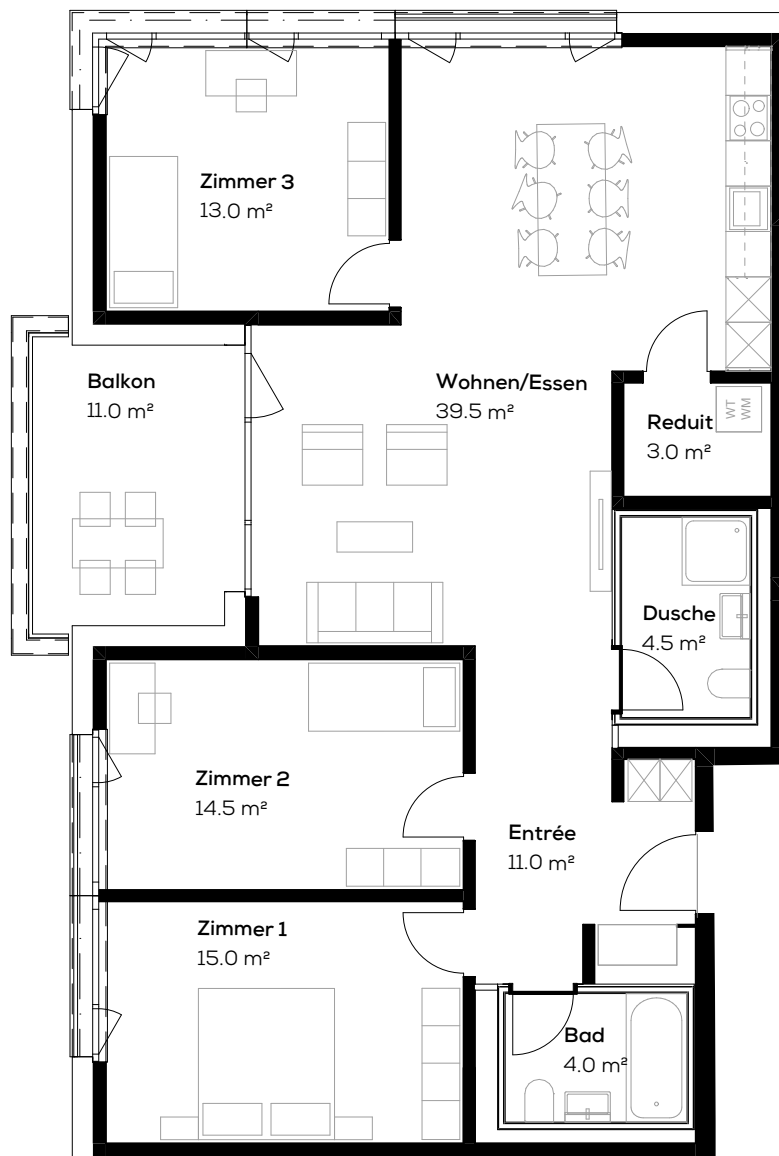 Zimmer 3
13.0 m²
Balkon
11.0 m²
Wohnen/Essen
39.5 m²
WT
WM
Reduit
3.0 m²
Dusche
4.5 m²
Zimmer 2
14.5 m²
Entrée
11.0 m²
Zimmer 1
15.0 m²
Bad
4.0 m²